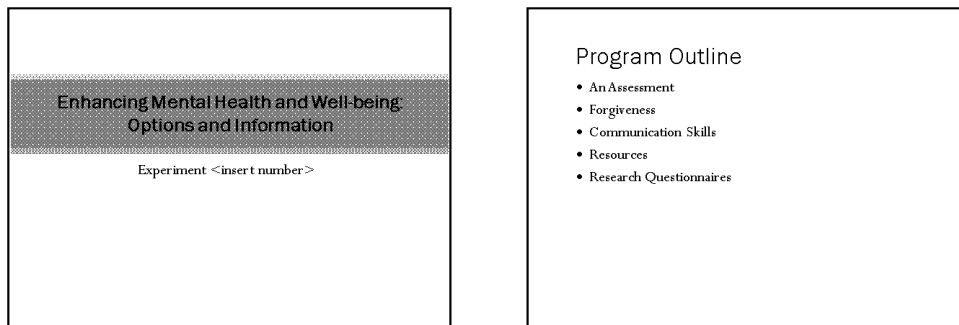 Enhancing Mental Health and Well-being:
Options and Information
Experiment <insert number>
Program Outline
• An Assessment
• Forgiveness
• Communication Skills
• Resources
• Research Questionnaires